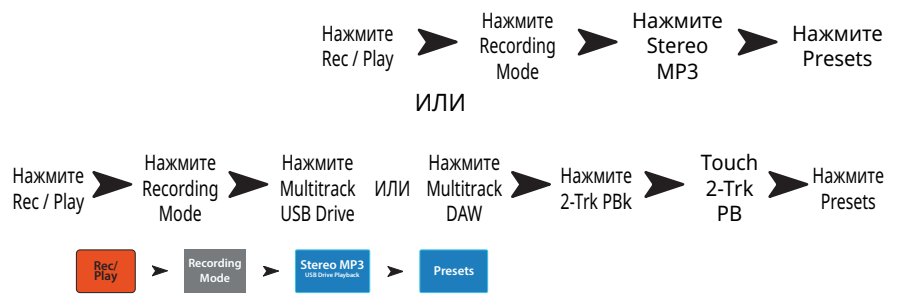 Нажмите
Rec / Play
Нажмите
Recording
Mode
Нажмите
Stereo
MP3
Нажмите
Presets
ИЛИ
Нажмите
Rec / Play
Нажмите
Recording
Mode
Нажмите
Multitrack
USB Drive
ИЛИ
Нажмите
Multitrack
DAW
Нажмите
2-Trk PBk
Touch
2-Trk
PB
Нажмите
Presets
Rec/
Play
Recording
Mode
Stereo MP3
USB Drive Playback
Presets